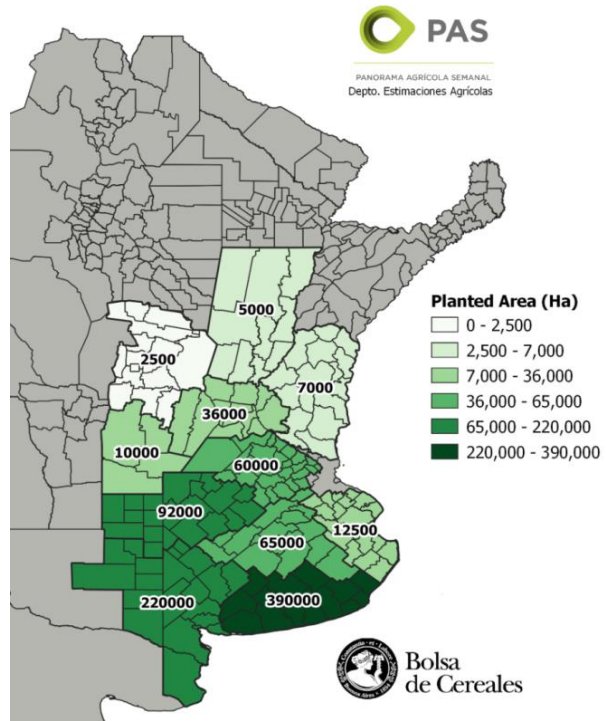 PAS
PANORAMA AGRÍCOLA SEMANAL
Depto. Estimaciones Agrícolas
5000
2500
7000
36000
10000
60000
92000
12500
65000
220000
390000
Planted Area (Ha)
0 - 2,500
2,500 - 7,000
7,000 - 36,000
36,000 - 65,000
65,000 - 220,000
220,000 - 390,000
Bolsa
de Cereales